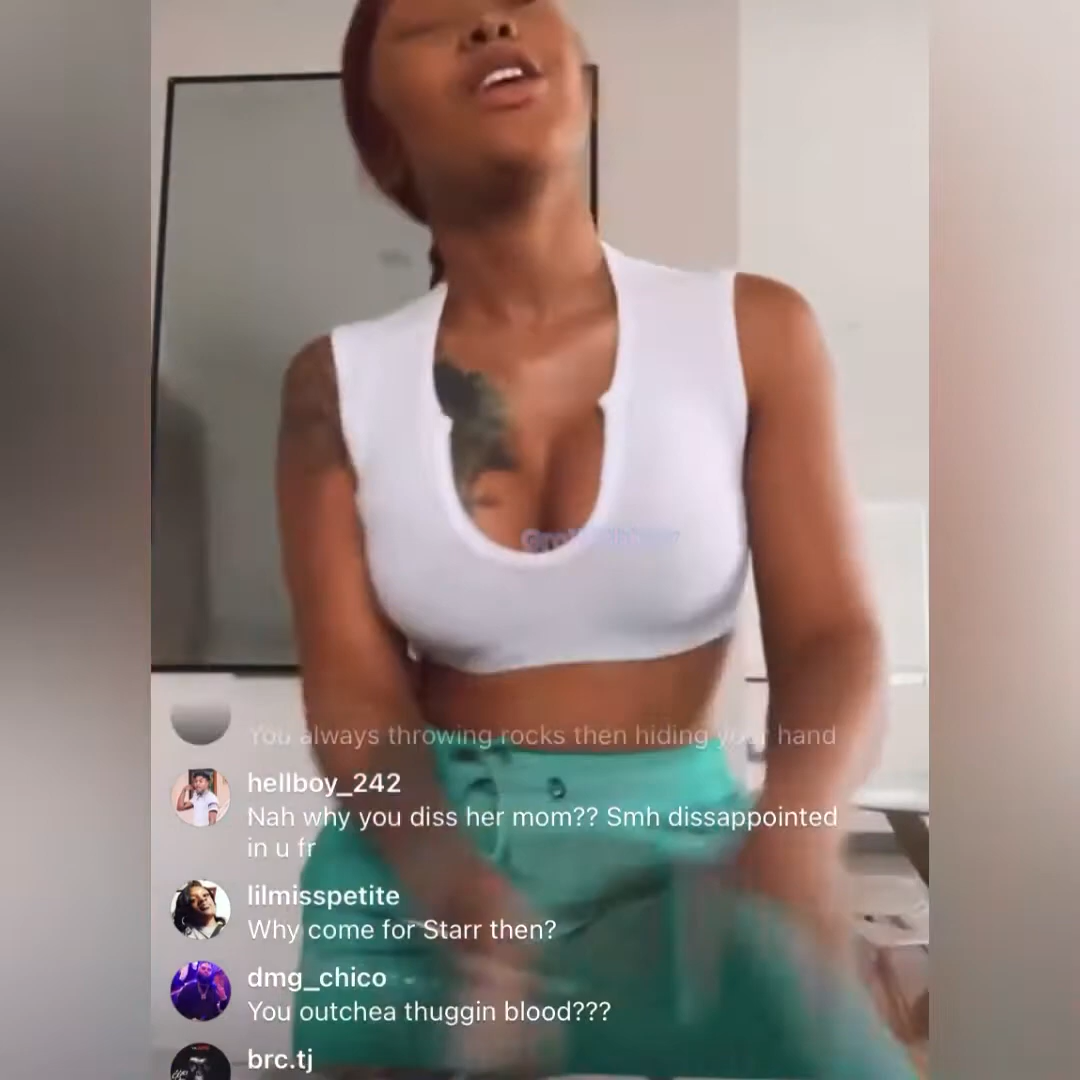 You always throwing rocks then hiding your hand
hellboy_242
Nah why you diss her mom?? Smh dissappointed
in u fr
lilmisspetite
Why come for Starr then?
dmg_chico
You outchea thuggin blood???
brc.tj